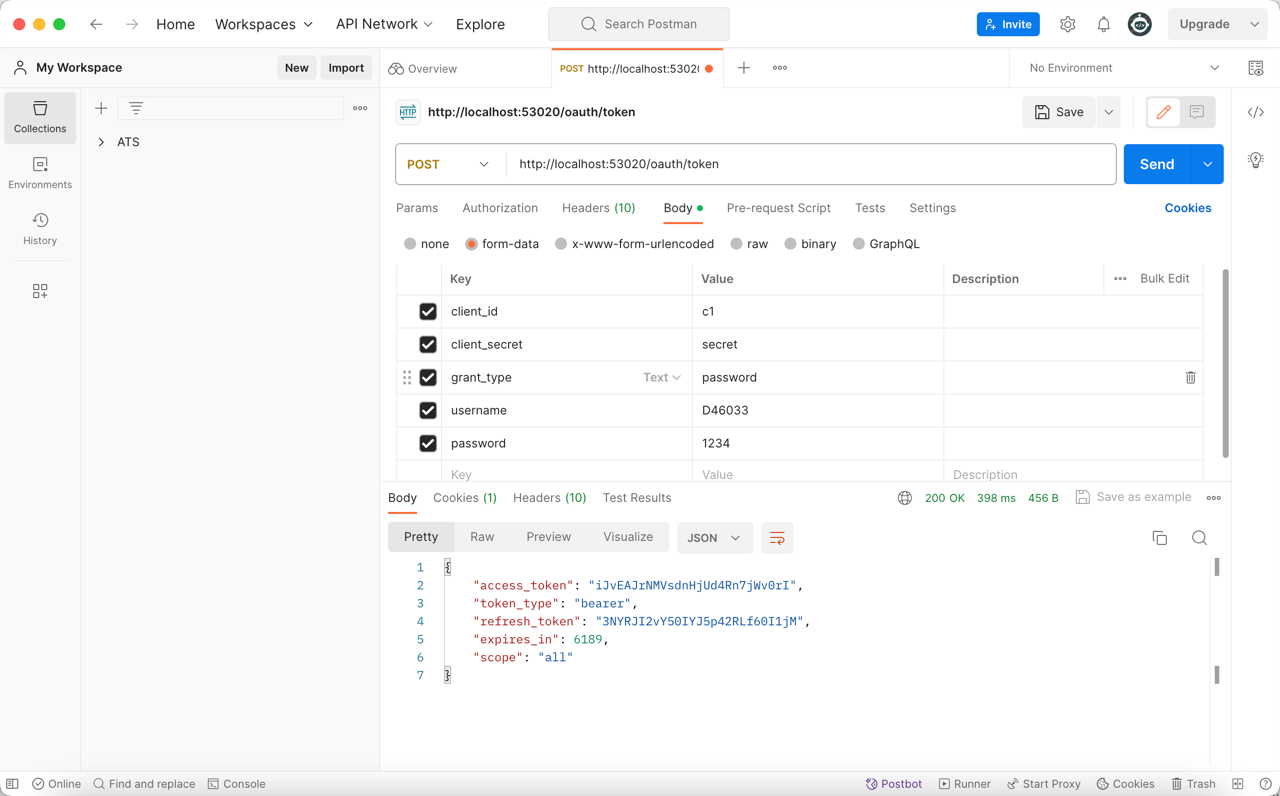 Home Workspaces API Network Explore Search Postman Invite Upgrade
My Workspace New Import Overview POST http://localhost:5302 No Environment
Collections
ATS
Environments
History
HTTP http://localhost:53020/oauth/token Save
POST http://localhost:53020/oauth/token Send
Params Authorization Headers (10) Body Pre-request Script Tests Settings Cookies
none form-data x-www-form-urlencoded raw binary GraphQL
Key Value Description Bulk Edit
client_id c1
client_secret secret
grant_type Text password
username D46033
password 1234
Key Value Description
Body Cookies (1) Headers (10) Test Results 200 OK 398 ms 456 B Save as example
Pretty Raw Preview Visualize JSON
1 {
2 "access_token": "iJvEAJrNMVsdnHjUd4Rn7jWv0rI",
3 "token_type": "bearer",
4 "refresh_token": "3NYRJI2vY50IYJ5p42RLf60I1jM",
5 "expires_in": 6189,
6 "scope": "all"
7 }
Online Find and replace Console Postbot Runner Start Proxy Cookies Trash